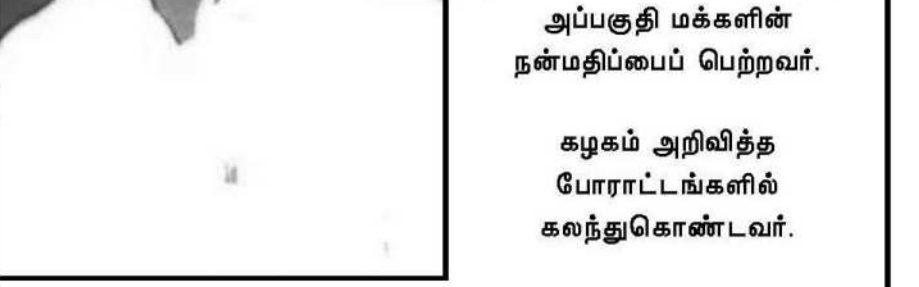 அப்பகுதி மக்களின்
நன்மதிப்பைப் பெற்றவர்.
கழகம் அறிவித்த
போராட்டங்களில்
கலந்துகொண்டவர்.